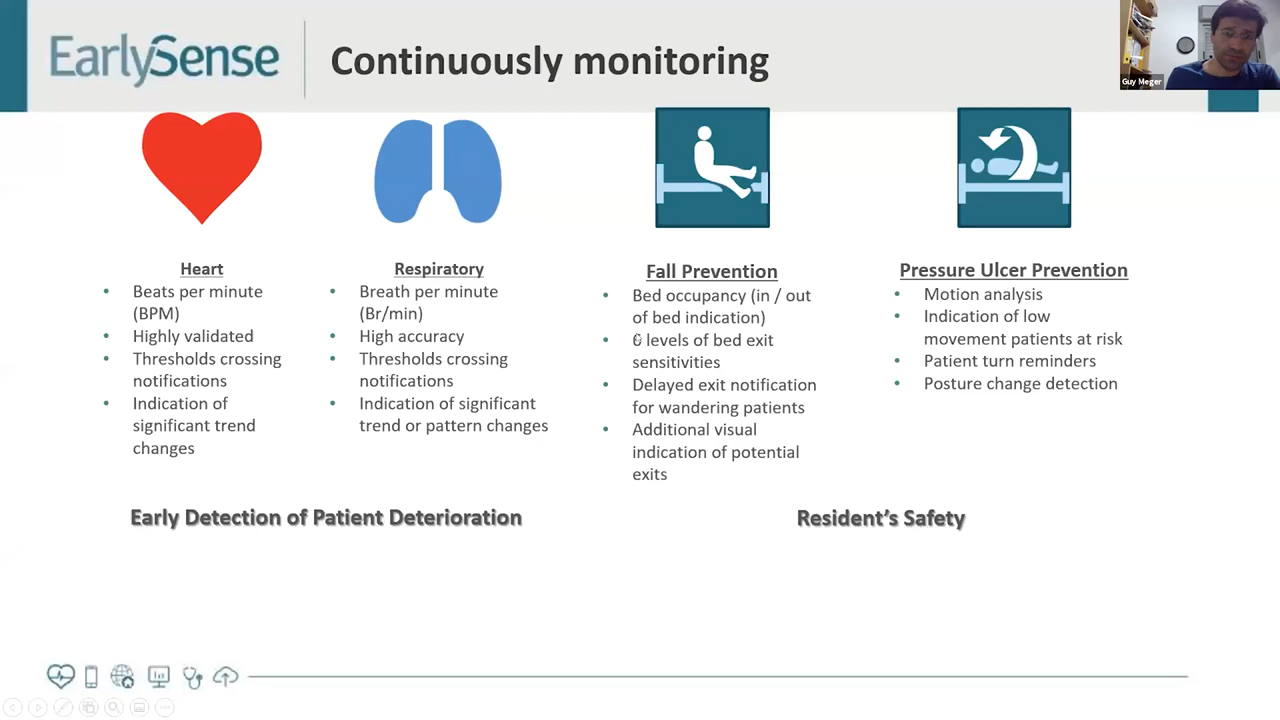 EarlySense
Continuously monitoring
Guy Meger
Heart
• Beats per minute
(BPM)
• Highly validated
• Thresholds crossing
notifications
• Indication of
significant trend
changes
Respiratory
• Breath per minute
(Br/min)
• High accuracy
• Thresholds crossing
notifications
• Indication of significant
trend or pattern changes
Early Detection of Patient Deterioration
Fall Prevention
• Bed occupancy (in / out
of bed indication)
• 6 levels of bed exit
sensitivities
• Delayed exit notification
for wandering patients
• Additional visual
indication of potential
exits
Pressure Ulcer Prevention
• Motion analysis
• Indication of low
movement patients at risk
• Patient turn reminders
• Posture change detection
Resident’s Safety